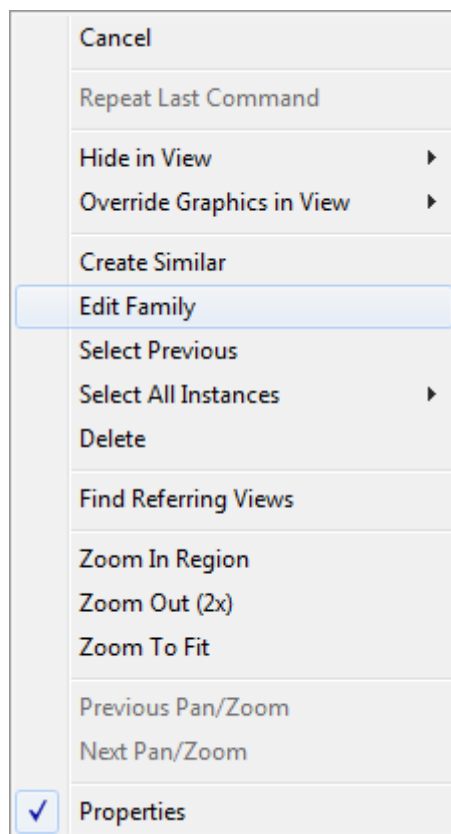 Cancel
Repeat Last Command
Hide in View
Override Graphics in View
Create Similar
Edit Family
Select Previous
Select All Instances
Delete
Find Referring Views
Zoom In Region
Zoom Out (2x)
Zoom To Fit
Previous Pan/Zoom
Next Pan/Zoom
Properties